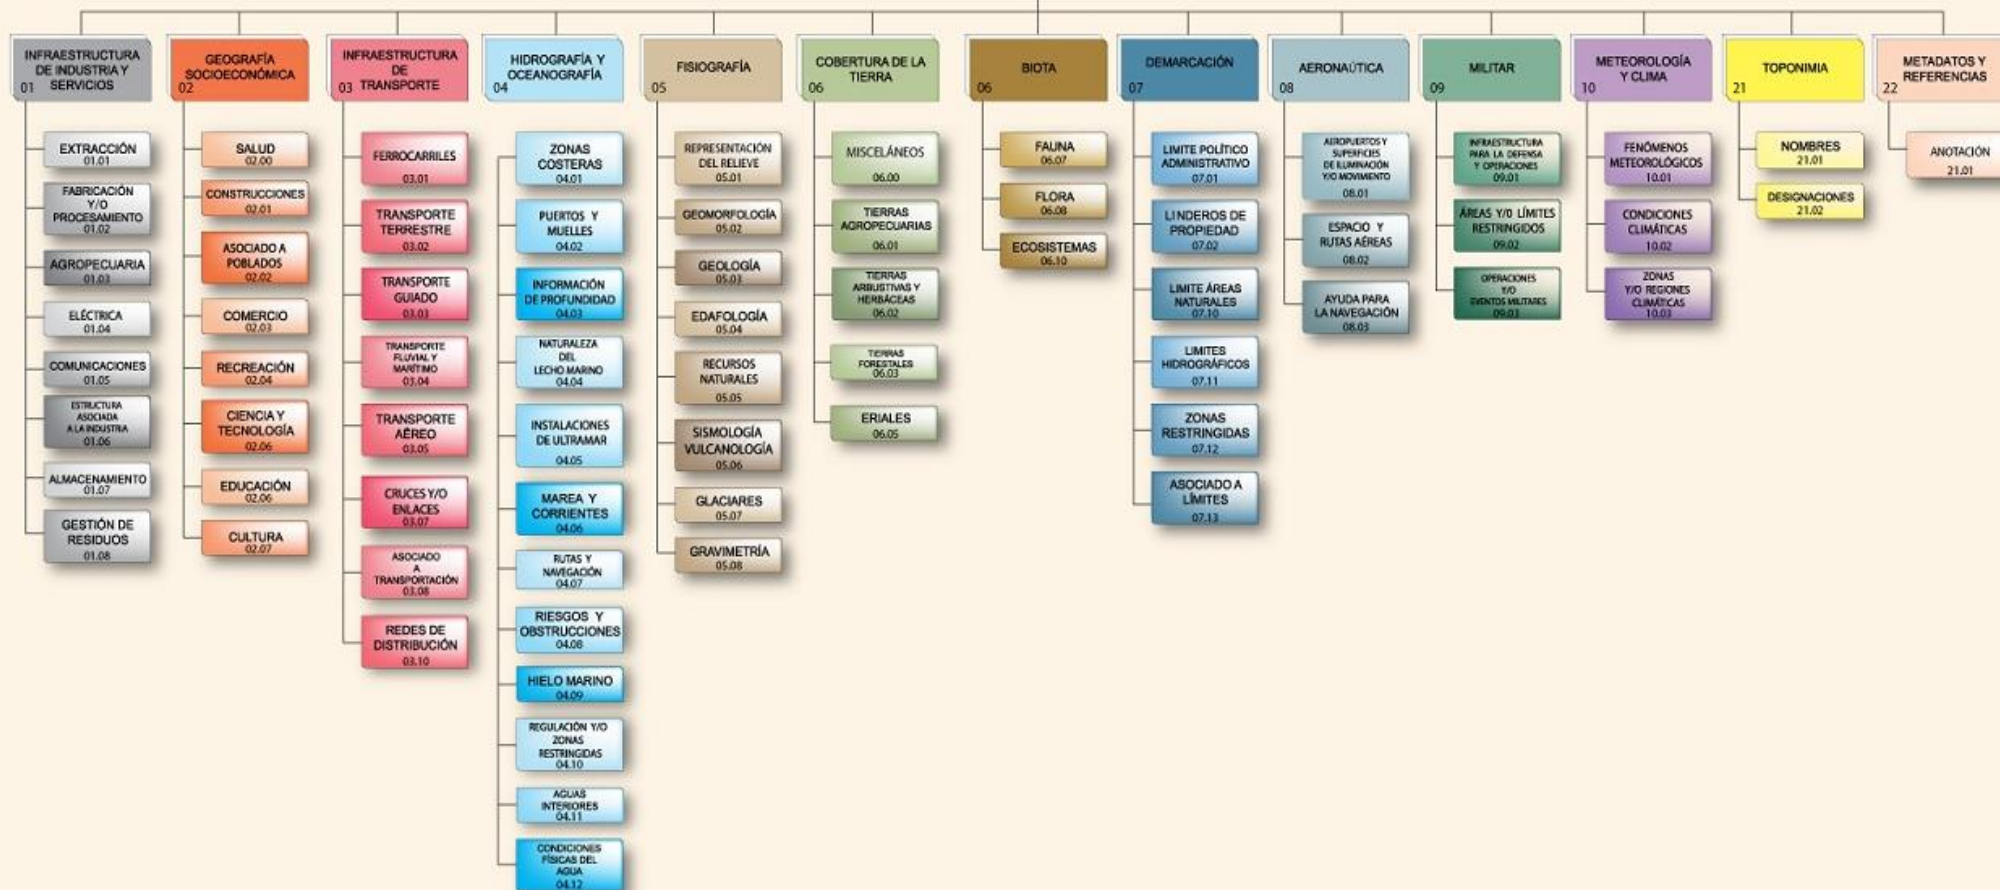 INFRAESTRUCTURA
DE INDUSTRIA Y
SERVICIOS
01
EXTRACCIÓN
01.01
FABRICACIÓN
Y/O
PROCESAMIENTO
01.02
AGROPECUARIA
01.03
ELÉCTRICA
01.04
COMUNICACIONES
01.05
ESTRUCTURA
ASOCIADA
A LA INDUSTRIA
01.06
ALMACENAMIENTO
01.07
GESTIÓN DE
RESIDUOS
01.08
GEOGRAFÍA
SOCIOECONÓMICA
02
SALUD
02.00
CONSTRUCCIONES
02.01
ASOCIADO A
POBLADOS
02.02
COMERCIO
02.03
RECREACIÓN
02.04
CIENCIA Y
TECNOLOGÍA
02.06
EDUCACIÓN
02.06
CULTURA
02.07
INFRAESTRUCTURA
DE
TRANSPORTE
03
FERROCARRILES
03.01
TRANSPORTE
TERRESTRE
03.02
TRANSPORTE
GUIADO
03.03
TRANSPORTE
FLUVIAL Y
MARÍTIMO
03.04
TRANSPORTE
AÉREO
03.05
CRUCES Y/O
ENLACES
03.07
ASOCIADO
A
TRANSPORTACIÓN
03.08
REDES DE
DISTRIBUCIÓN
03.10
HIDROGRAFÍA Y
OCEANOGRAFÍA
04
ZONAS
COSTERAS
04.01
PUERTOS Y
MUELLES
04.02
INFORMACIÓN
DE PROFUNDIDAD
04.03
NATURALEZA
DEL
LECHO MARINO
04.04
INSTALACIONES
DE ULTRAMAR
04.05
MAREA Y
CORRIENTES
04.06
RUTAS Y
NAVEGACIÓN
04.07
RIESGOS Y
OBSTRUCCIONES
04.08
HIELO MARINO
04.09
REGULACIÓN Y/O
ZONAS
RESTRINGIDAS
04.10
AGUAS
INTERIORES
04.11
CONDICIONES
FÍSICAS DEL
AGUA
04.12
FISIOGRAFÍA
05
REPRESENTACIÓN
DEL RELIEVE
05.01
GEOMORFOLOGÍA
05.02
GEOLOGÍA
05.03
EDAFOLOGÍA
05.04
RECURSOS
NATURALES
05.05
SISMOLOGÍA
VULCANOLOGÍA
05.06
GLACIARES
05.07
GRAVIMETRÍA
05.08
COBERTURA DE LA
TIERRA
06
MISCELÁNEOS
06.00
TIERRAS
AGROPECUARIAS
06.01
TIERRAS
ARBUSTIVAS Y
HERBÁCEAS
06.02
TIERRAS
FORESTALES
06.03
ERIALES
06.05
BIOTA
06
FAUNA
06.07
FLORA
06.08
ECOSISTEMAS
06.10
DEMARCACIÓN
07
LIMITE POLÍTICO
ADMINISTRATIVO
07.01
LINDEROS DE
PROPIEDAD
07.02
LIMITE ÁREAS
NATURALES
07.10
LIMITES
HIDROGRÁFICOS
07.11
ZONAS
RESTRINGIDAS
07.12
ASOCIADO A
LÍMITES
07.13
AERONAÚTICA
08
AEROPUERTOS Y
SUPERFICIES
DE ILUMINACIÓN
Y/O MOVIMIENTO
08.01
ESPACIO Y
RUTAS AÉREAS
08.02
AYUDA PARA
LA NAVEGACIÓN
08.03
MILITAR
09
INFRAESTRUCTURA
PARA LA DEFENSA
Y OPERACIONES
09.01
ÁREAS Y/O LÍMITES
RESTRINGIDOS
09.02
OPERACIONES
Y/O
EVENTOS MILITARES
09.03
METEOROLOGÍA
Y CLIMA
10
FENÓMENOS
METEOROLÓGICOS
10.01
CONDICIONES
CLIMÁTICAS
10.02
ZONAS
Y/O REGIONES
CLIMÁTICAS
10.03
TOPONIMIA
21
NOMBRES
21.01
DESIGNACIONES
21.02
METADATOS Y
REFERENCIAS
22
ANOTACIÓN
21.01